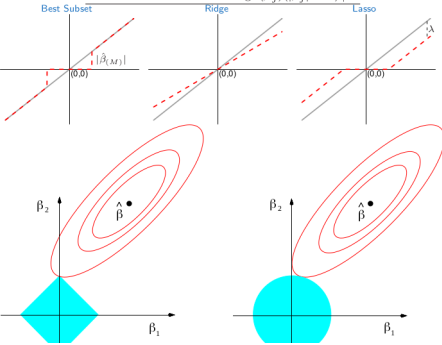 Best Subset
Ridge
Lasso
λ
|β̂(M)|
(0,0)
(0,0)
(0,0)
β2
β̂
β1
β2
β̂
β1